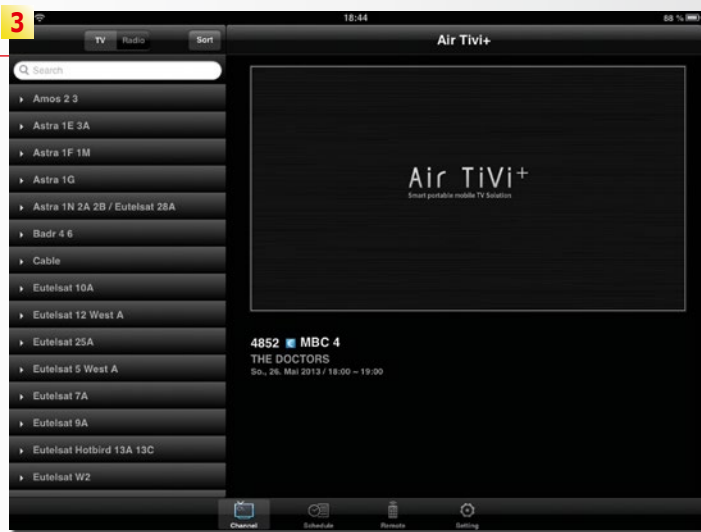 3
18:44
88 %
TV Radio Sort
Air Tivi+
Search
Amos 2 3
Astra 1E 3A
Astra 1F 1M
Astra 1G
Astra 1N 2A 2B / Eutelsat 28A
Badr 4 6
Cable
Eutelsat 10A
Eutelsat 12 West A
Eutelsat 25A
Eutelsat 5 West A
Eutelsat 7A
Eutelsat 9A
Eutelsat Hotbird 13A 13C
Eutelsat W2
Air TiVi+
Smart portable mobile TV Solution
4852 MBC 4
THE DOCTORS
So., 26. Mai 2013 / 18:00 – 19:00
Channel Schedule Remote Setting